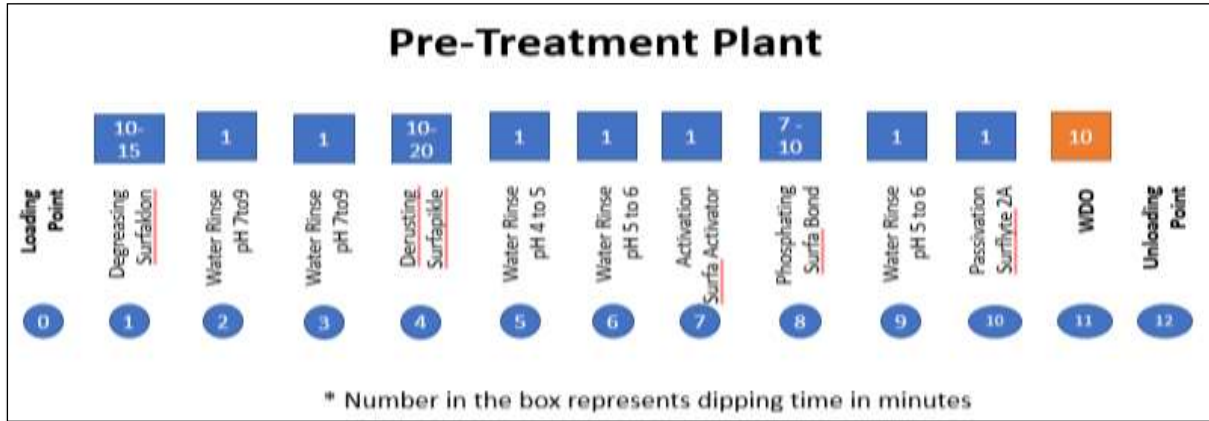 Pre-Treatment Plant
10-
15
1
1
10-
20
1
1
1
7 -
10
1
1
10
Loading
Point
Degreasing
Surfaklon
Water Rinse
pH 7to9
Water Rinse
pH 7to9
Derusting
Surfapikle
Water Rinse
pH 4 to 5
Water Rinse
pH 5 to 6
Activation
Surfa Activator
Phosphating
Surfa Bond
Water Rinse
pH 5 to 6
Passivation
Surflyte 2A
WDO
Unloading
Point
0
1
2
3
4
5
6
7
8
9
10
11
12
* Number in the box represents dipping time in minutes